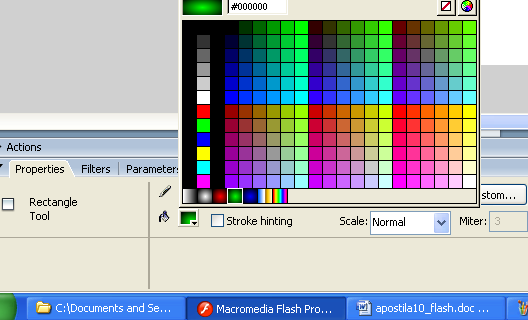 #000000
Actions
Properties Filters Parameters
Rectangle
Tool
stom...
Stroke hinting Scale: Normal Miter: 3
C:\Documents and Se... Macromedia Flash Pro... apostila10_flash.doc ...